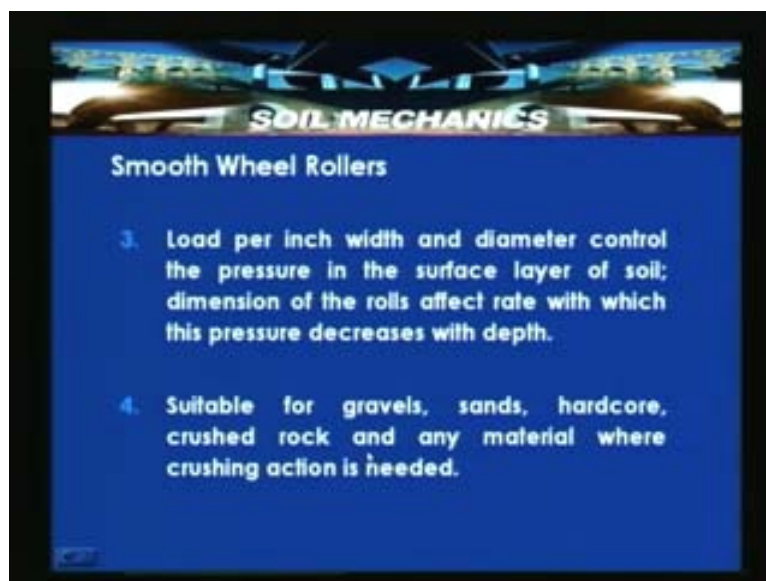 SOIL MECHANICS
Smooth Wheel Rollers
3. Load per inch width and diameter control
the pressure in the surface layer of soil;
dimension of the rolls affect rate with which
this pressure decreases with depth.
4. Suitable for gravels, sands, hardcore,
crushed rock and any material where
crushing action is needed.